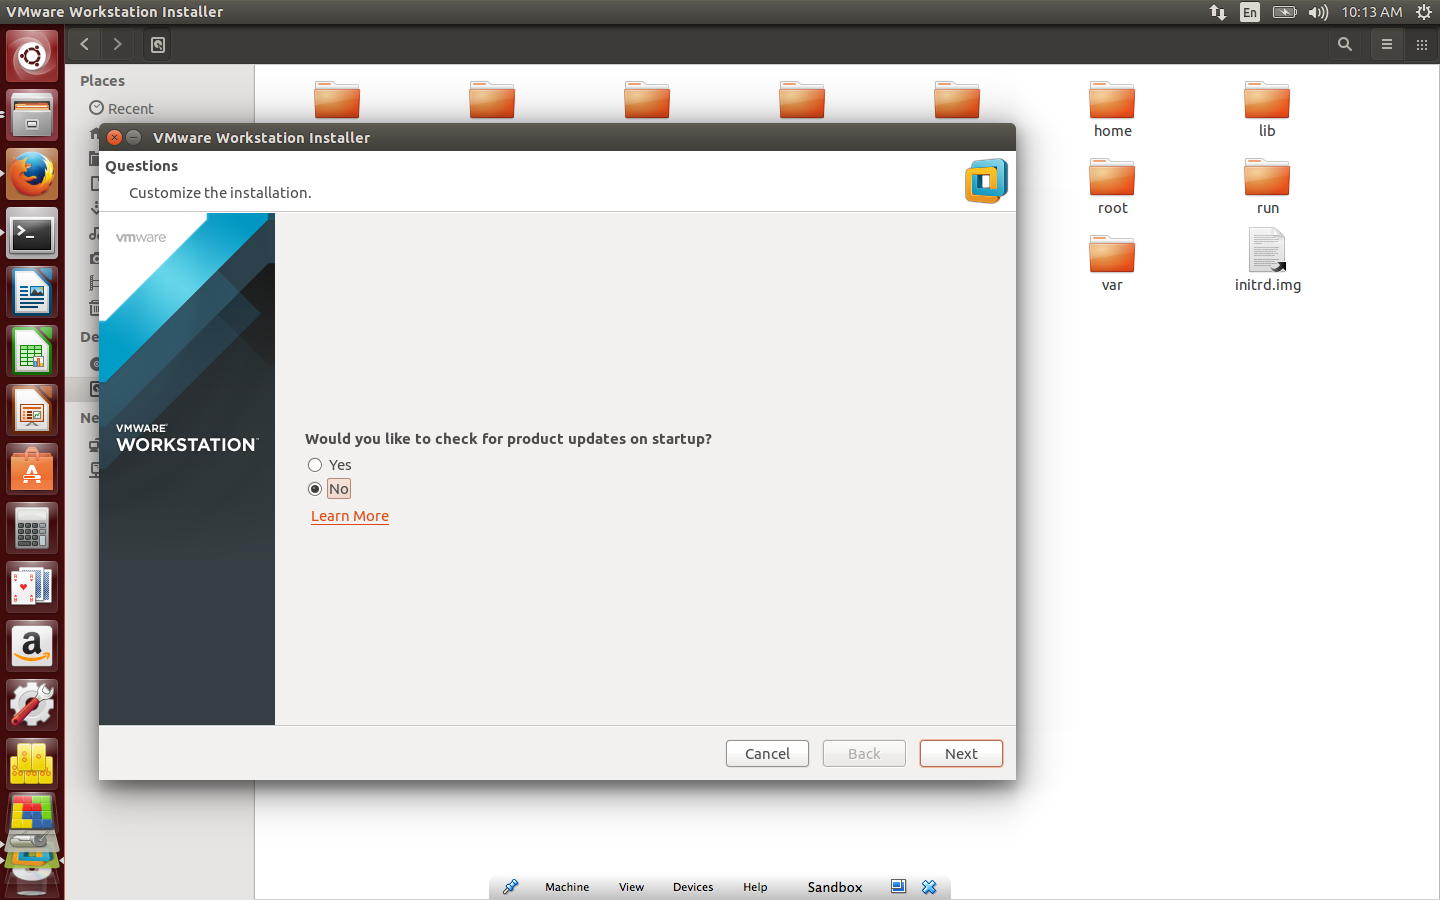 VMware Workstation Installer
En
10:13 AM
Places
Recent
De
Ne
home
lib
root
run
var
initrd.img
VMware Workstation Installer
Questions
Customize the installation.
vmware
VMWARE
WORKSTATION™
Would you like to check for product updates on startup?
Yes
No
Learn More
Cancel
Back
Next
Machine
View
Devices
Help
Sandbox